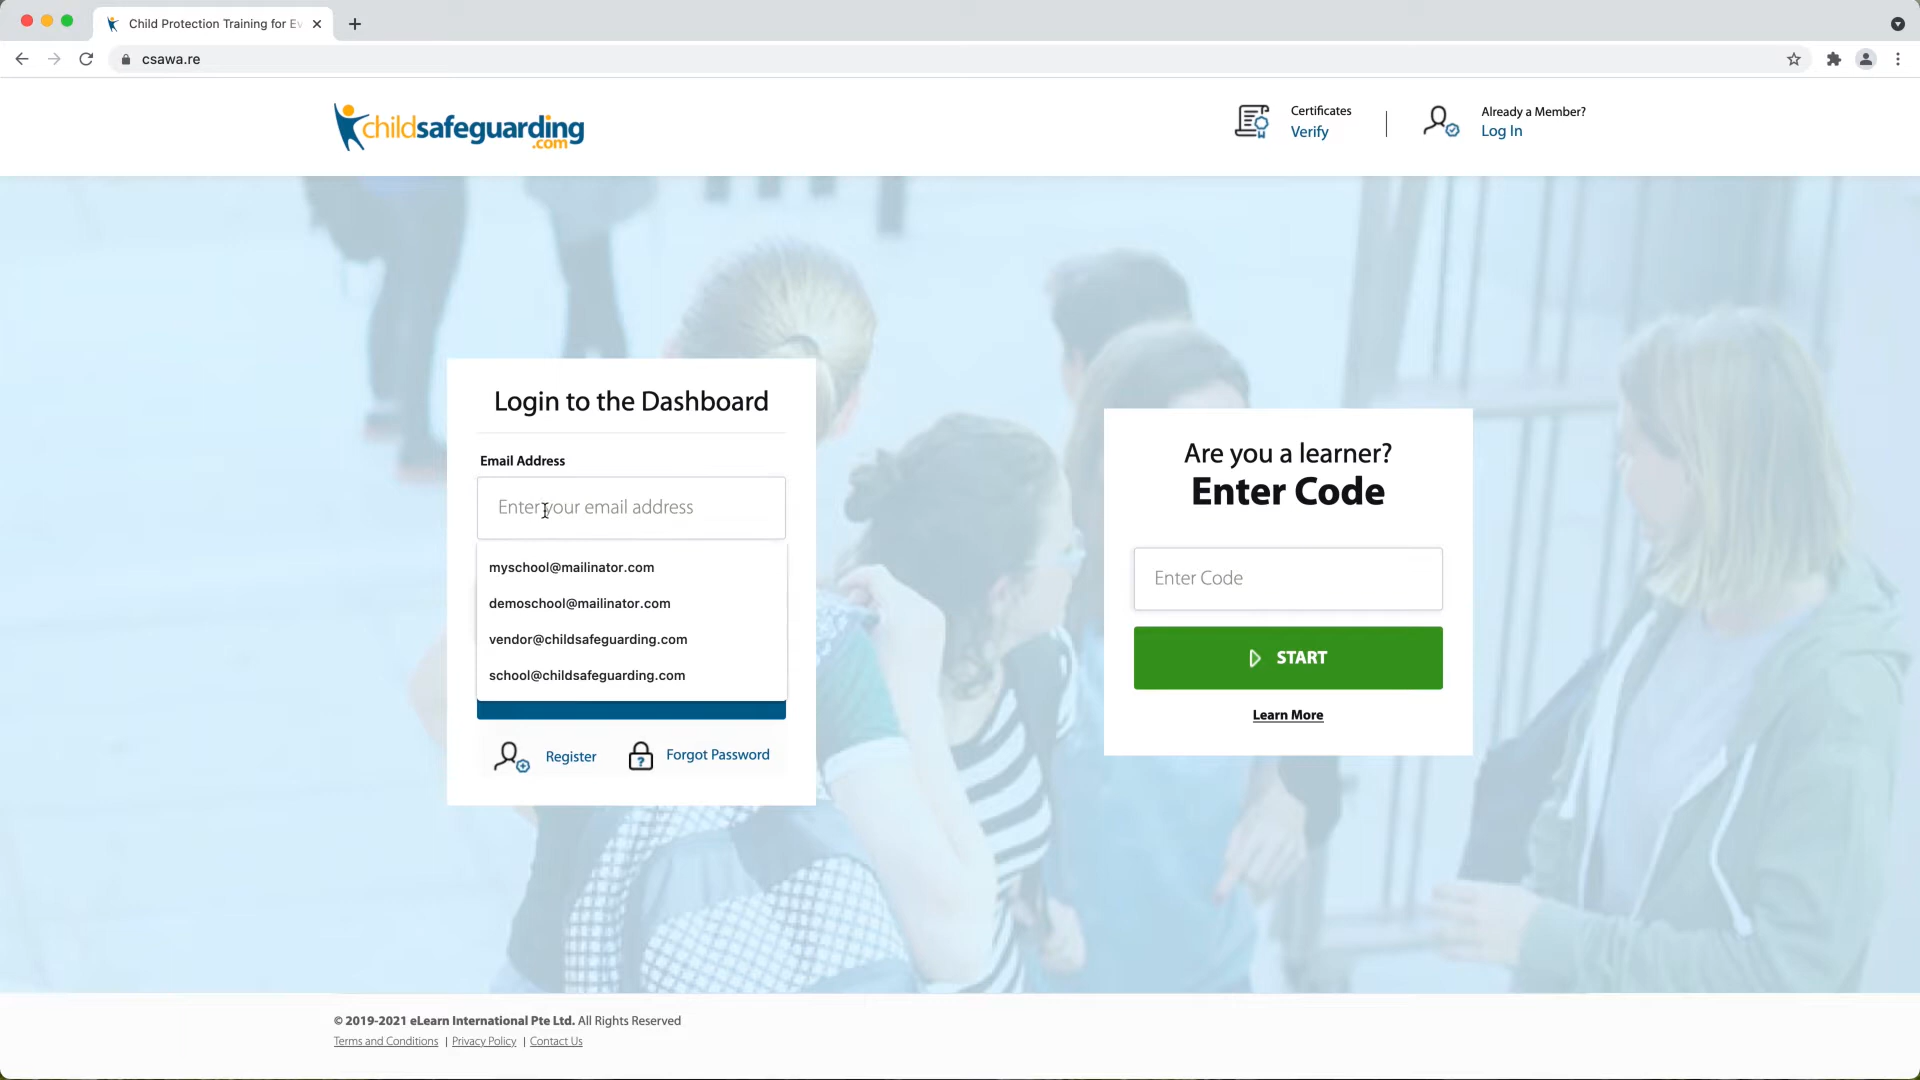 Child Protection Training for Ev
csawa.re
childsafeguarding
.com
Certificates
Verify
Already a Member?
Log In
Login to the Dashboard
Email Address
Enter your email address
myschool@mailinator.com
demoschool@mailinator.com
vendor@childsafeguarding.com
school@childsafeguarding.com
Register
Forgot Password
Are you a learner?
Enter Code
Enter Code
START
Learn More
© 2019-2021 eLearn International Pte Ltd. All Rights Reserved
Terms and Conditions | Privacy Policy | Contact Us